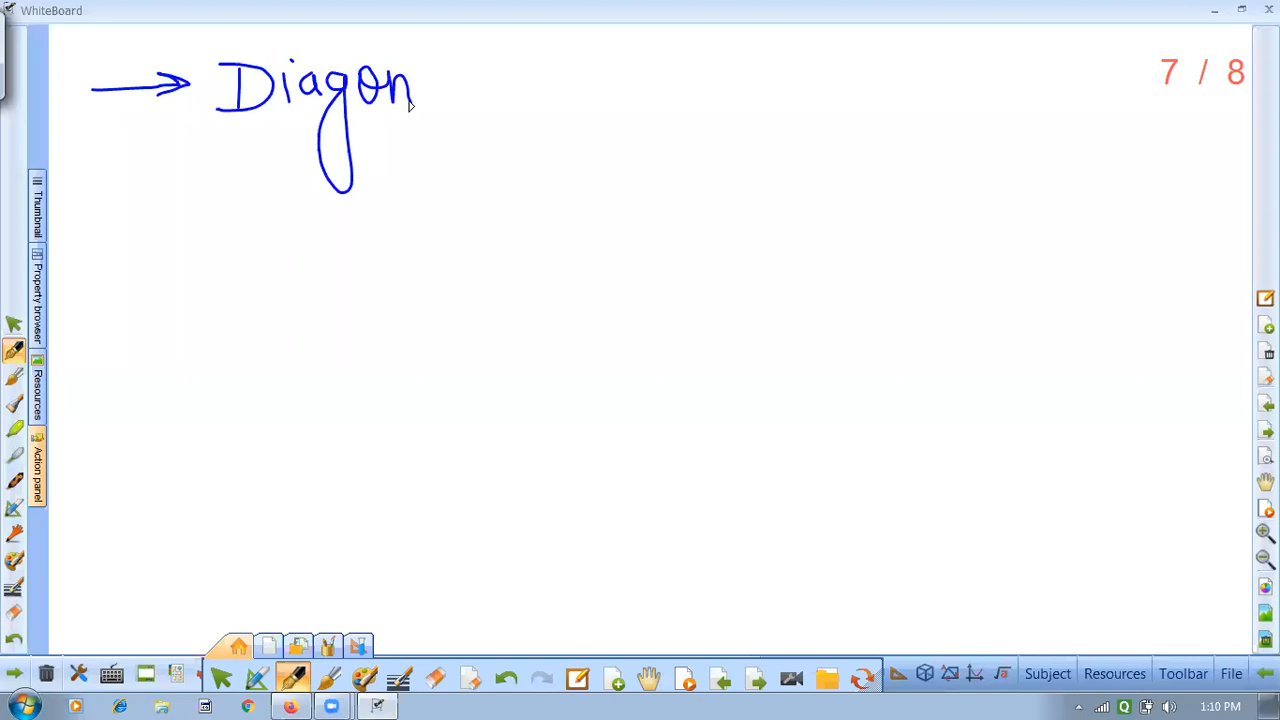 WhiteBoard
→ Diagon
7 / 8
Thumbnail
Property browser
Resources
Action panel
Subject
Resources
Toolbar
File
1:10 PM